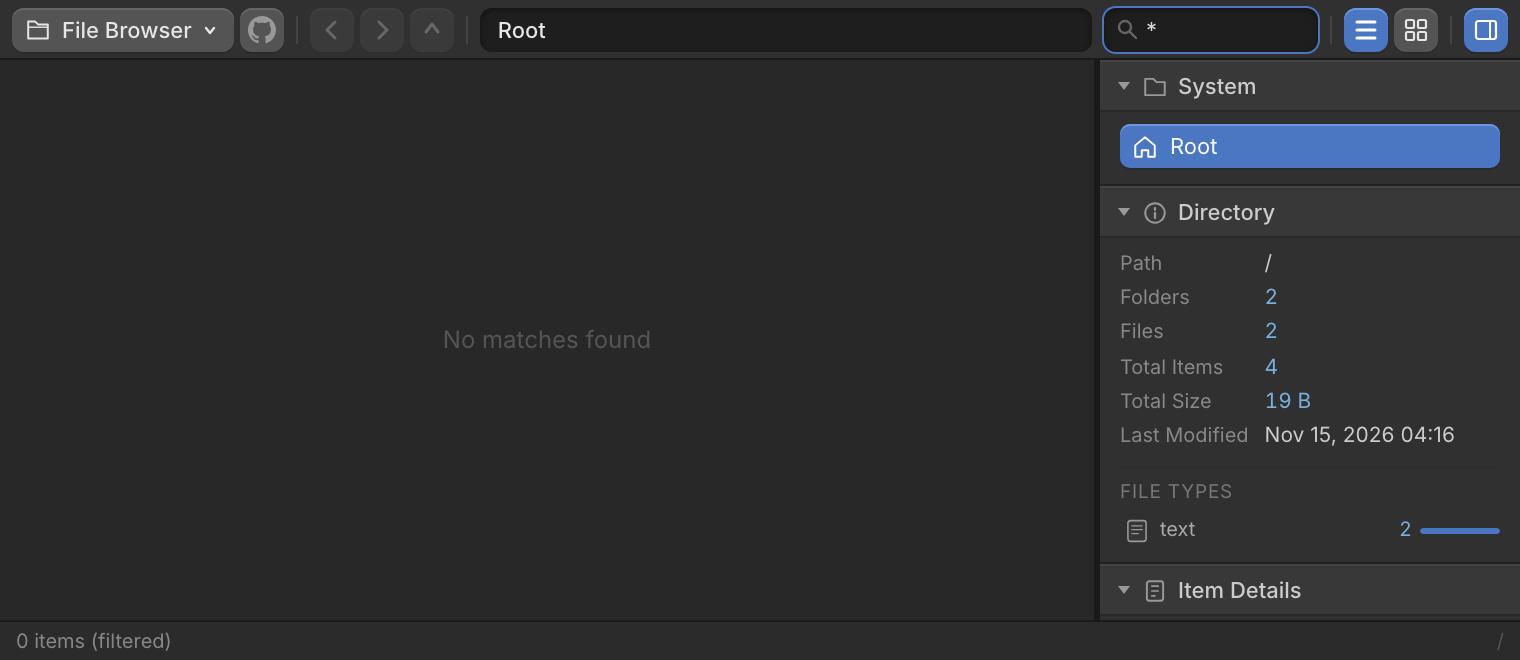 File Browser
Root
*
No matches found
System
Root
Directory
Path /
Folders 2
Files 2
Total Items 4
Total Size 19 B
Last Modified Nov 15, 2026 04:16
FILE TYPES
text 2
Item Details
0 items (filtered)
/